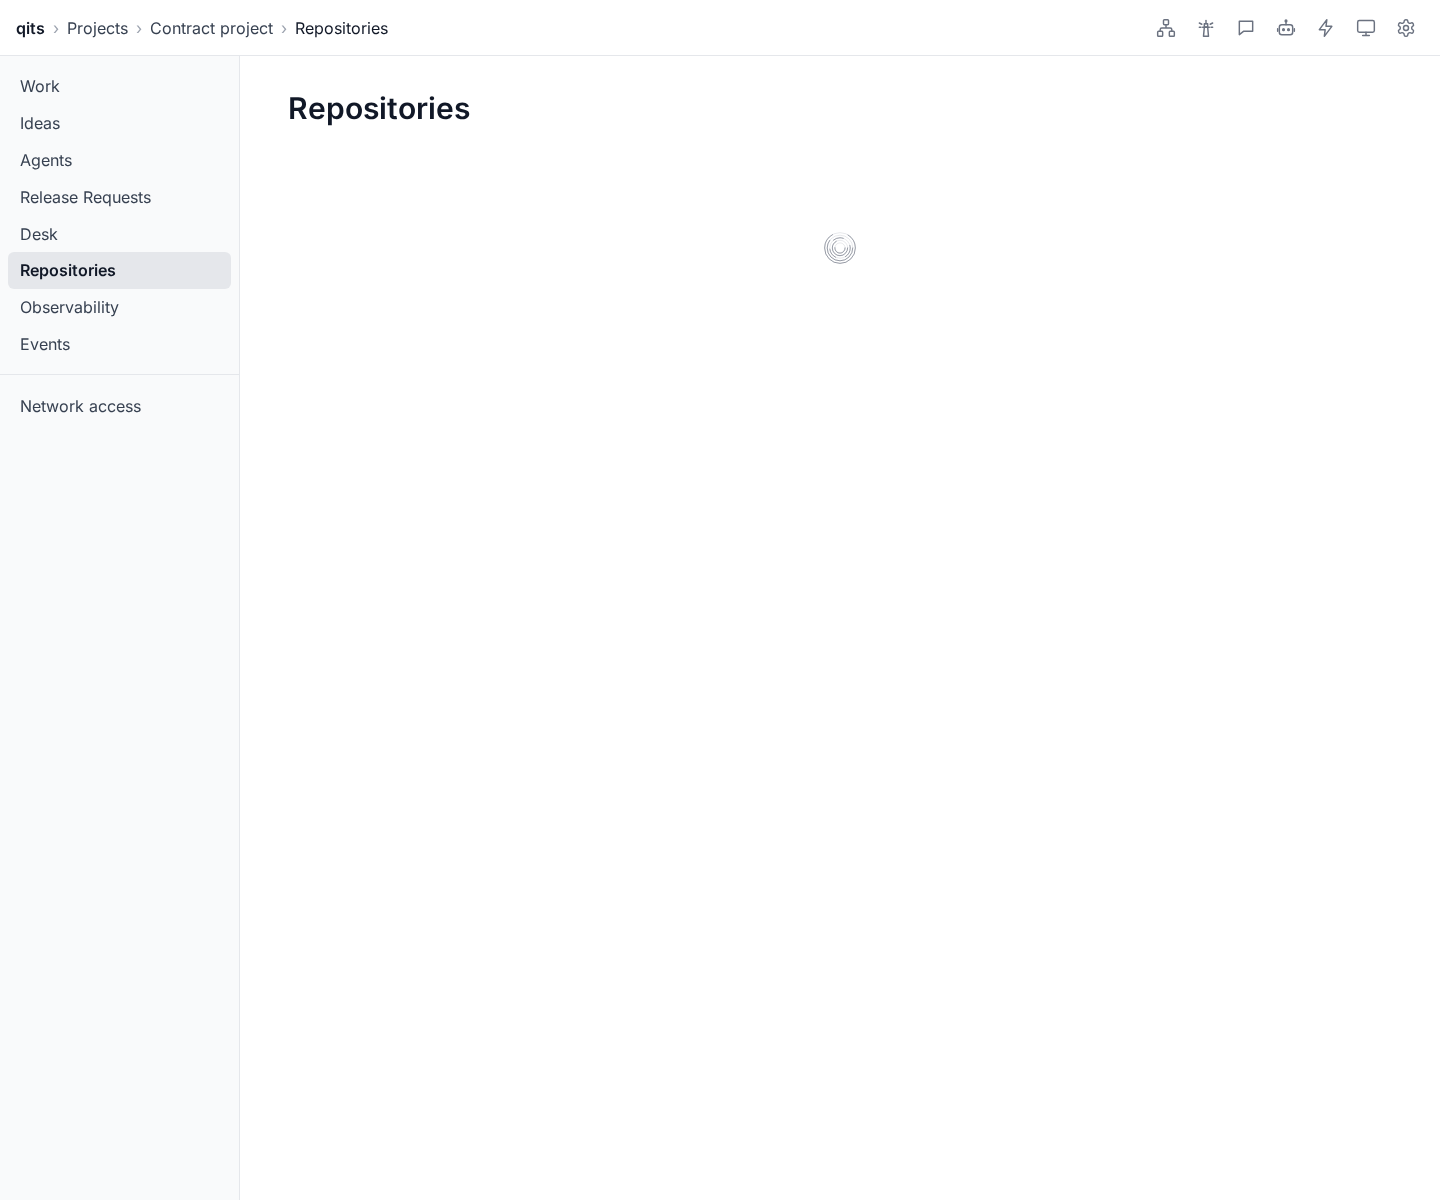 qits › Projects › Contract project › Repositories
Work
Ideas
Agents
Release Requests
Desk
Repositories
Observability
Events
Network access
Repositories